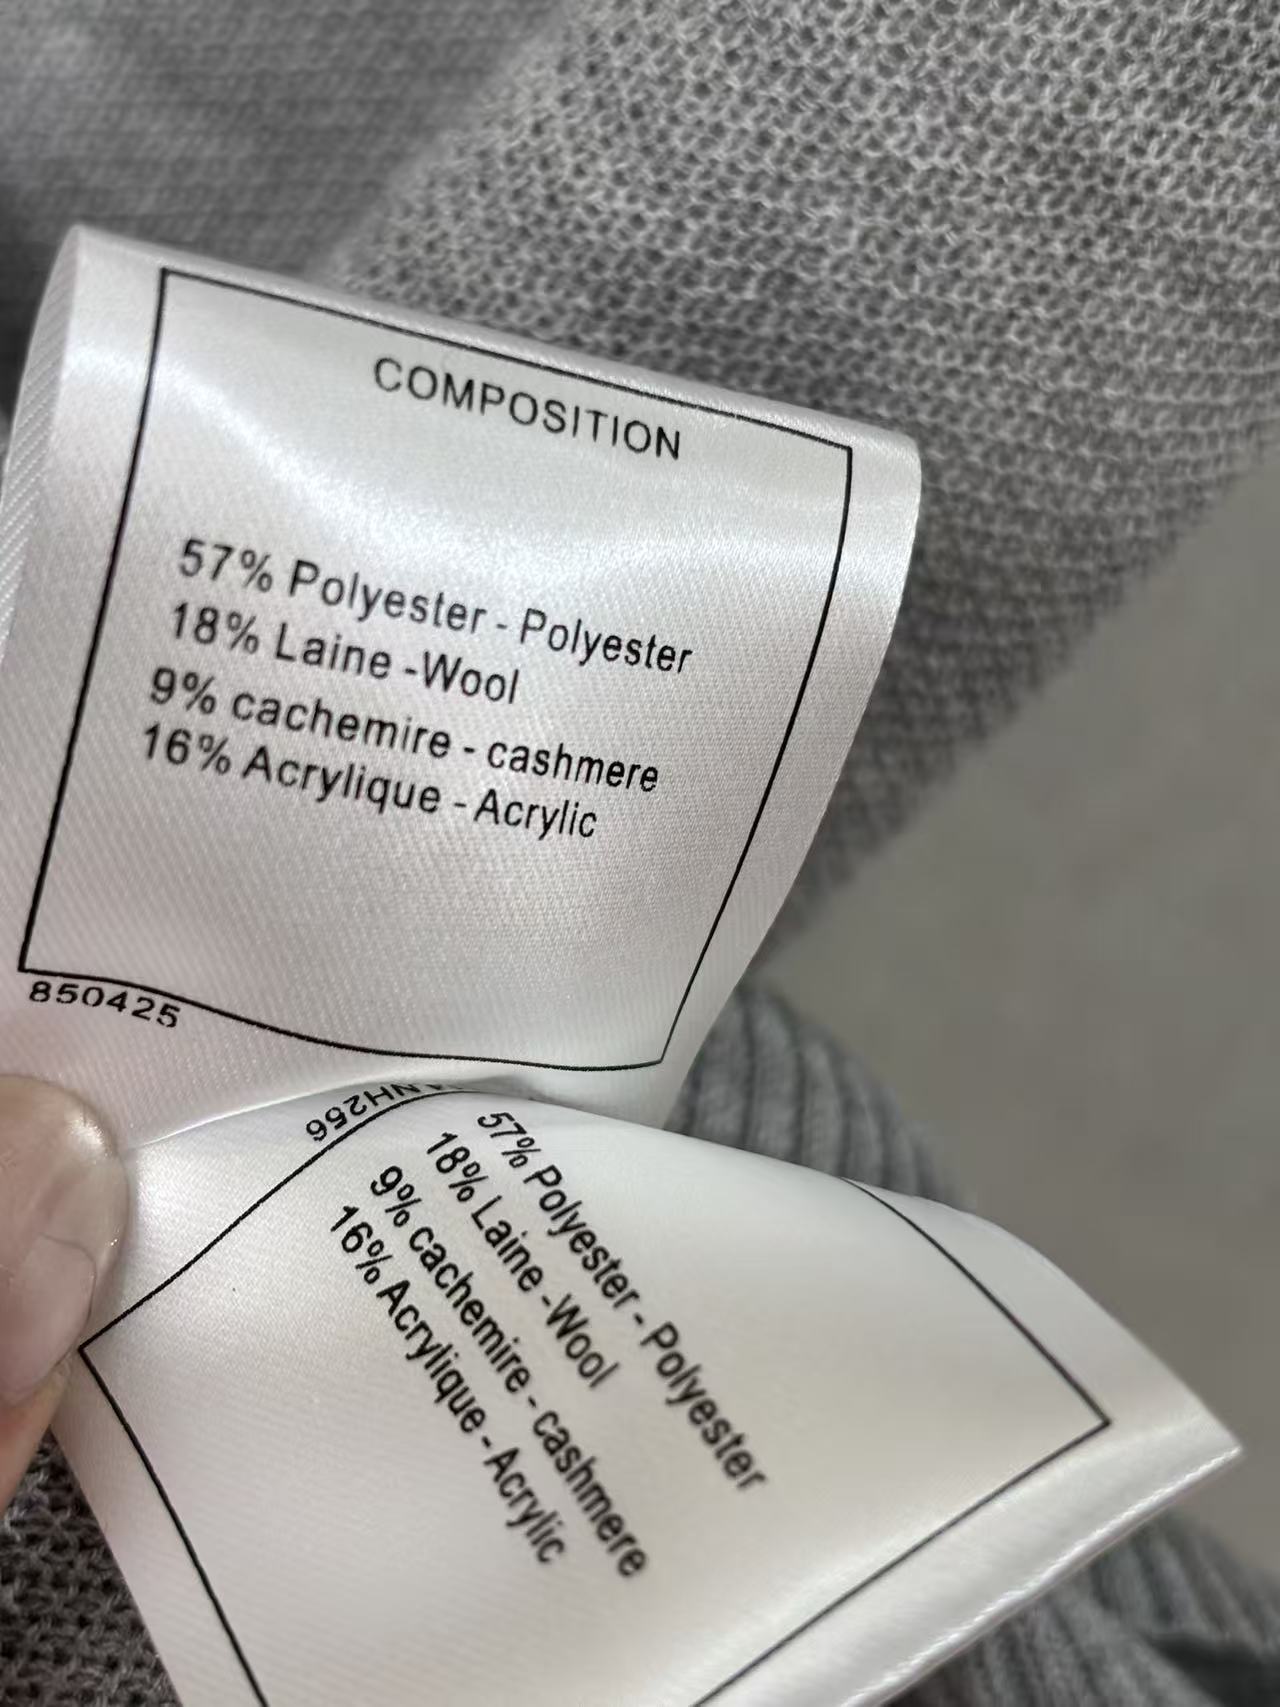 COMPOSITION
57% Polyester - Polyester
18% Laine -Wool
9% cachemire - cashmere
16% Acrylique - Acrylic
850425
NH256
57% Polyester - Polyester
18% Laine -Wool
9% cachemire - cashmere
16% Acrylique - Acrylic